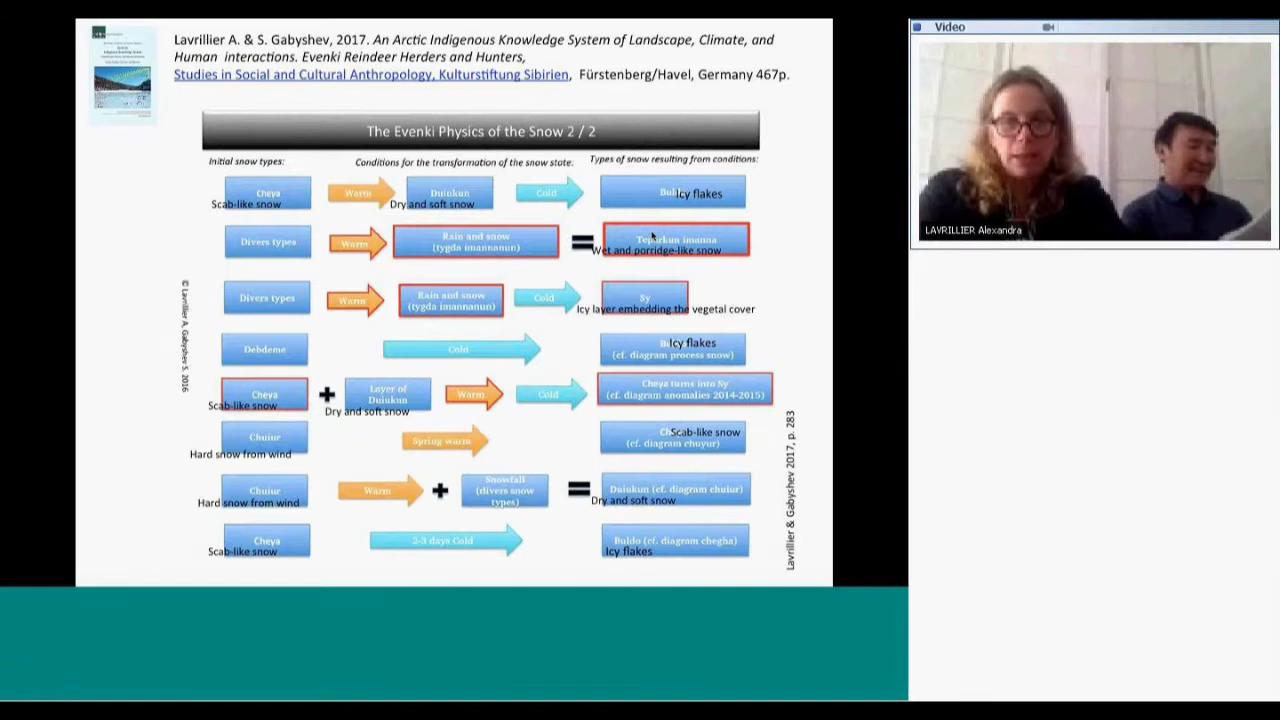 Lavrillier A. & S. Gabyshev, 2017. An Arctic Indigenous Knowledge System of Landscape, Climate, and
Human interactions. Evenki Reindeer Herders and Hunters,
Studies in Social and Cultural Anthropology, Kulturstiftung Sibirien, Fürstenberg/Havel, Germany 467p.
The Evenki Physics of the Snow 2 / 2
Initial snow types:
Conditions for the transformation of the snow state:
Types of snow resulting from conditions:
Cheya
Scab-like snow
Warm
Duiukun
Dry and soft snow
Cold
Icy flakes
Divers types
Warm
Rain and snow
(tygda imannanun)
=
Teparkun imanna
Wet and porridge-like snow
Divers types
Warm
Rain and snow
(tygda imannanun)
Cold
Sy
Icy layer embedding the vegetal cover
Debdeme
Cold
Icy flakes
(cf. diagram process snow)
Cheya
Scab-like snow
+
Layer of
Duiukun
Dry and soft snow
Warm
Cold
Cheya turns into Sy
(cf. diagram anomalies 2014-2015)
Chuiur
Hard snow from wind
Spring warm
Scab-like snow
(cf. diagram chuyur)
Chuiur
Hard snow from wind
Warm
+
Snowfall
(divers snow
types)
=
Duiukun (cf. diagram chuiur)
Dry and soft snow
Cheya
Scab-like snow
2-3 days Cold
Buldo (cf. diagram chegha)
Icy flakes
© Lavrillier A. Gabyshev S. 2016
Lavrillier & Gabyshev 2017, p. 283
Video
LAVRILLIER Alexandra